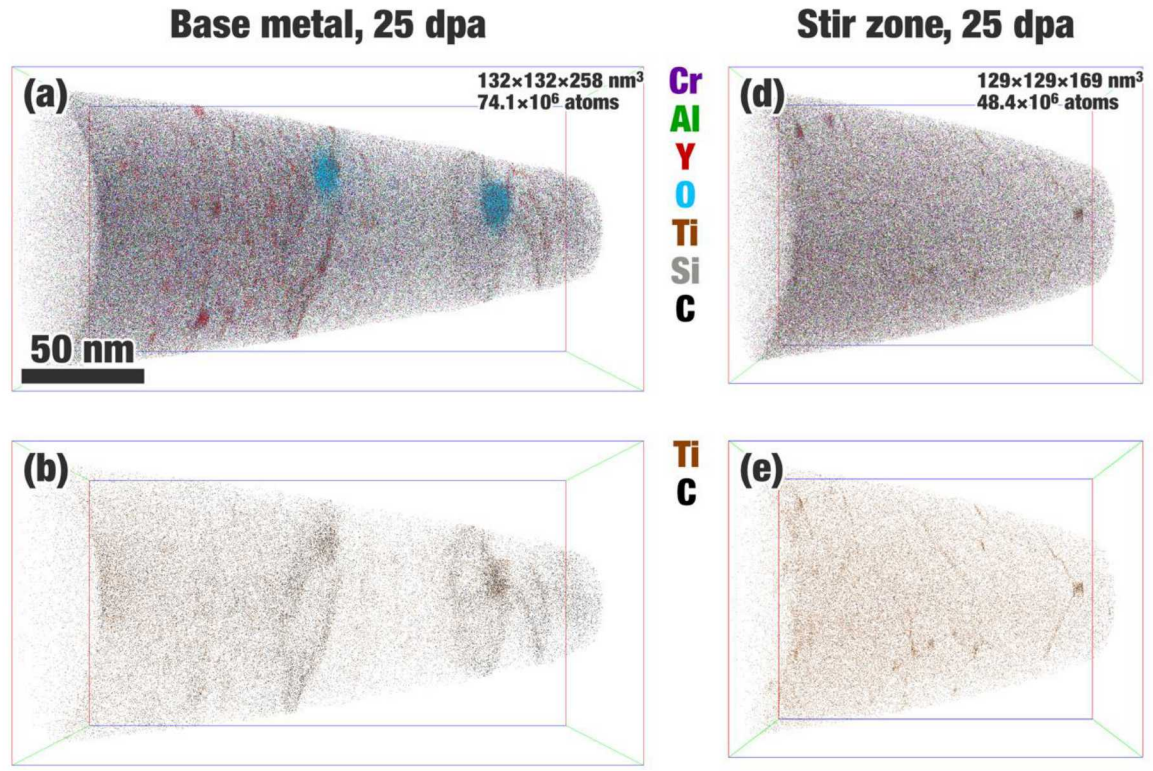 Base metal, 25 dpa
Stir zone, 25 dpa
(a)
132×132×258 nm³
74.1×10⁶ atoms
50 nm
Cr
Al
Y
O
Ti
Si
C
(d)
129×129×169 nm³
48.4×10⁶ atoms
(b)
Ti
C
(e)